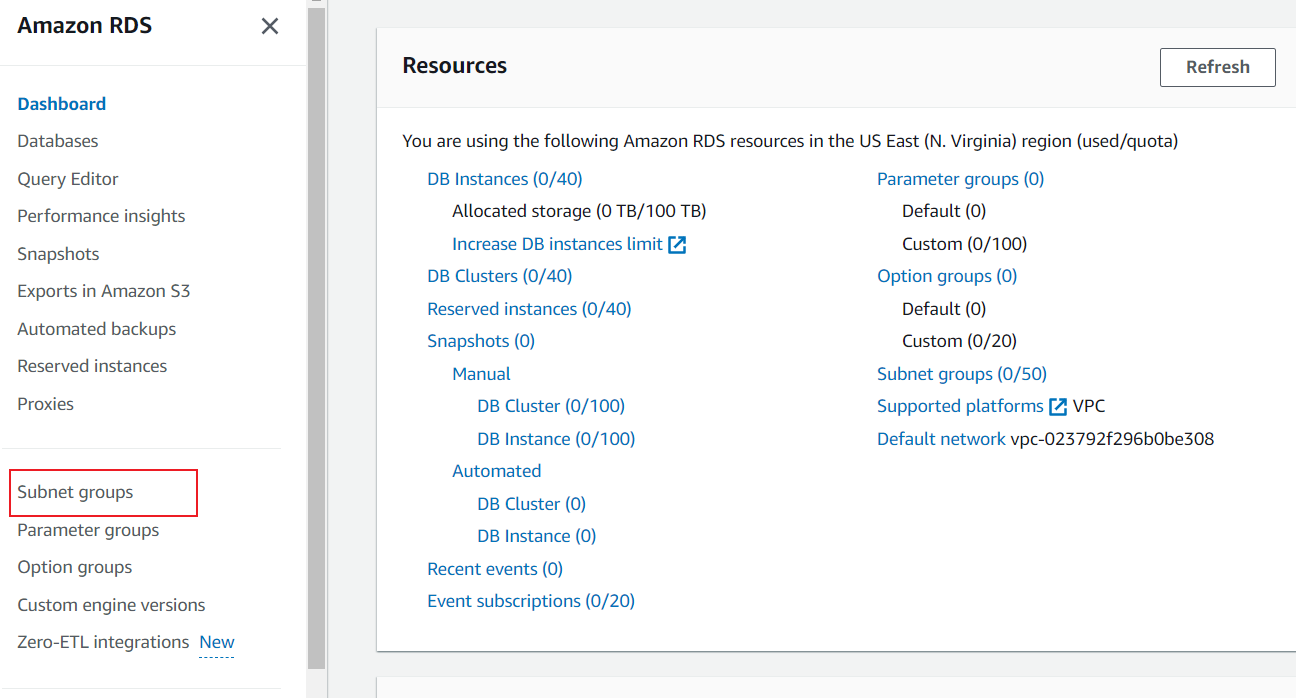 Amazon RDS
Dashboard
Databases
Query Editor
Performance insights
Snapshots
Exports in Amazon S3
Automated backups
Reserved instances
Proxies
Subnet groups
Parameter groups
Option groups
Custom engine versions
Zero-ETL integrations New
Resources
Refresh
You are using the following Amazon RDS resources in the US East (N. Virginia) region (used/quota)
DB Instances (0/40)
Allocated storage (0 TB/100 TB)
Increase DB instances limit
DB Clusters (0/40)
Reserved instances (0/40)
Snapshots (0)
Manual
DB Cluster (0/100)
DB Instance (0/100)
Automated
DB Cluster (0)
DB Instance (0)
Recent events (0)
Event subscriptions (0/20)
Parameter groups (0)
Default (0)
Custom (0/100)
Option groups (0)
Default (0)
Custom (0/20)
Subnet groups (0/50)
Supported platforms VPC
Default network vpc-023792f296b0be308